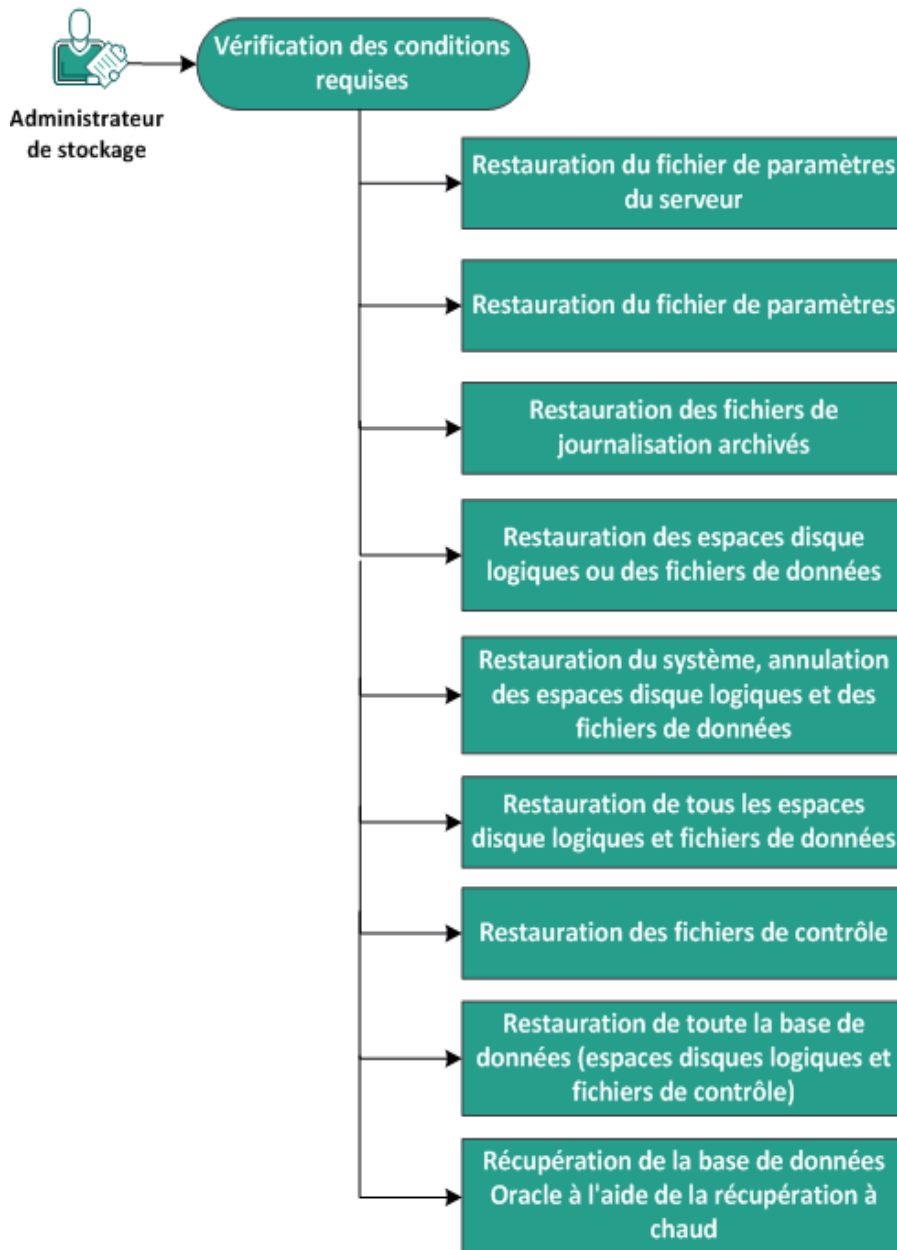 Vérification des conditions
requises
Administrateur
de stockage
Restauration du fichier de paramètres
du serveur
Restauration du fichier de paramètres
Restauration des fichiers de
journalisation archivés
Restauration des espaces disque
logiques ou des fichiers de données
Restauration du système, annulation
des espaces disque logiques et des
fichiers de données
Restauration de tous les espaces
disque logiques et fichiers de données
Restauration des fichiers de contrôle
Restauration de toute la base de
données (espaces disques logiques et
fichiers de contrôle)
Récupération de la base de données
Oracle à l'aide de la récupération à
chaud